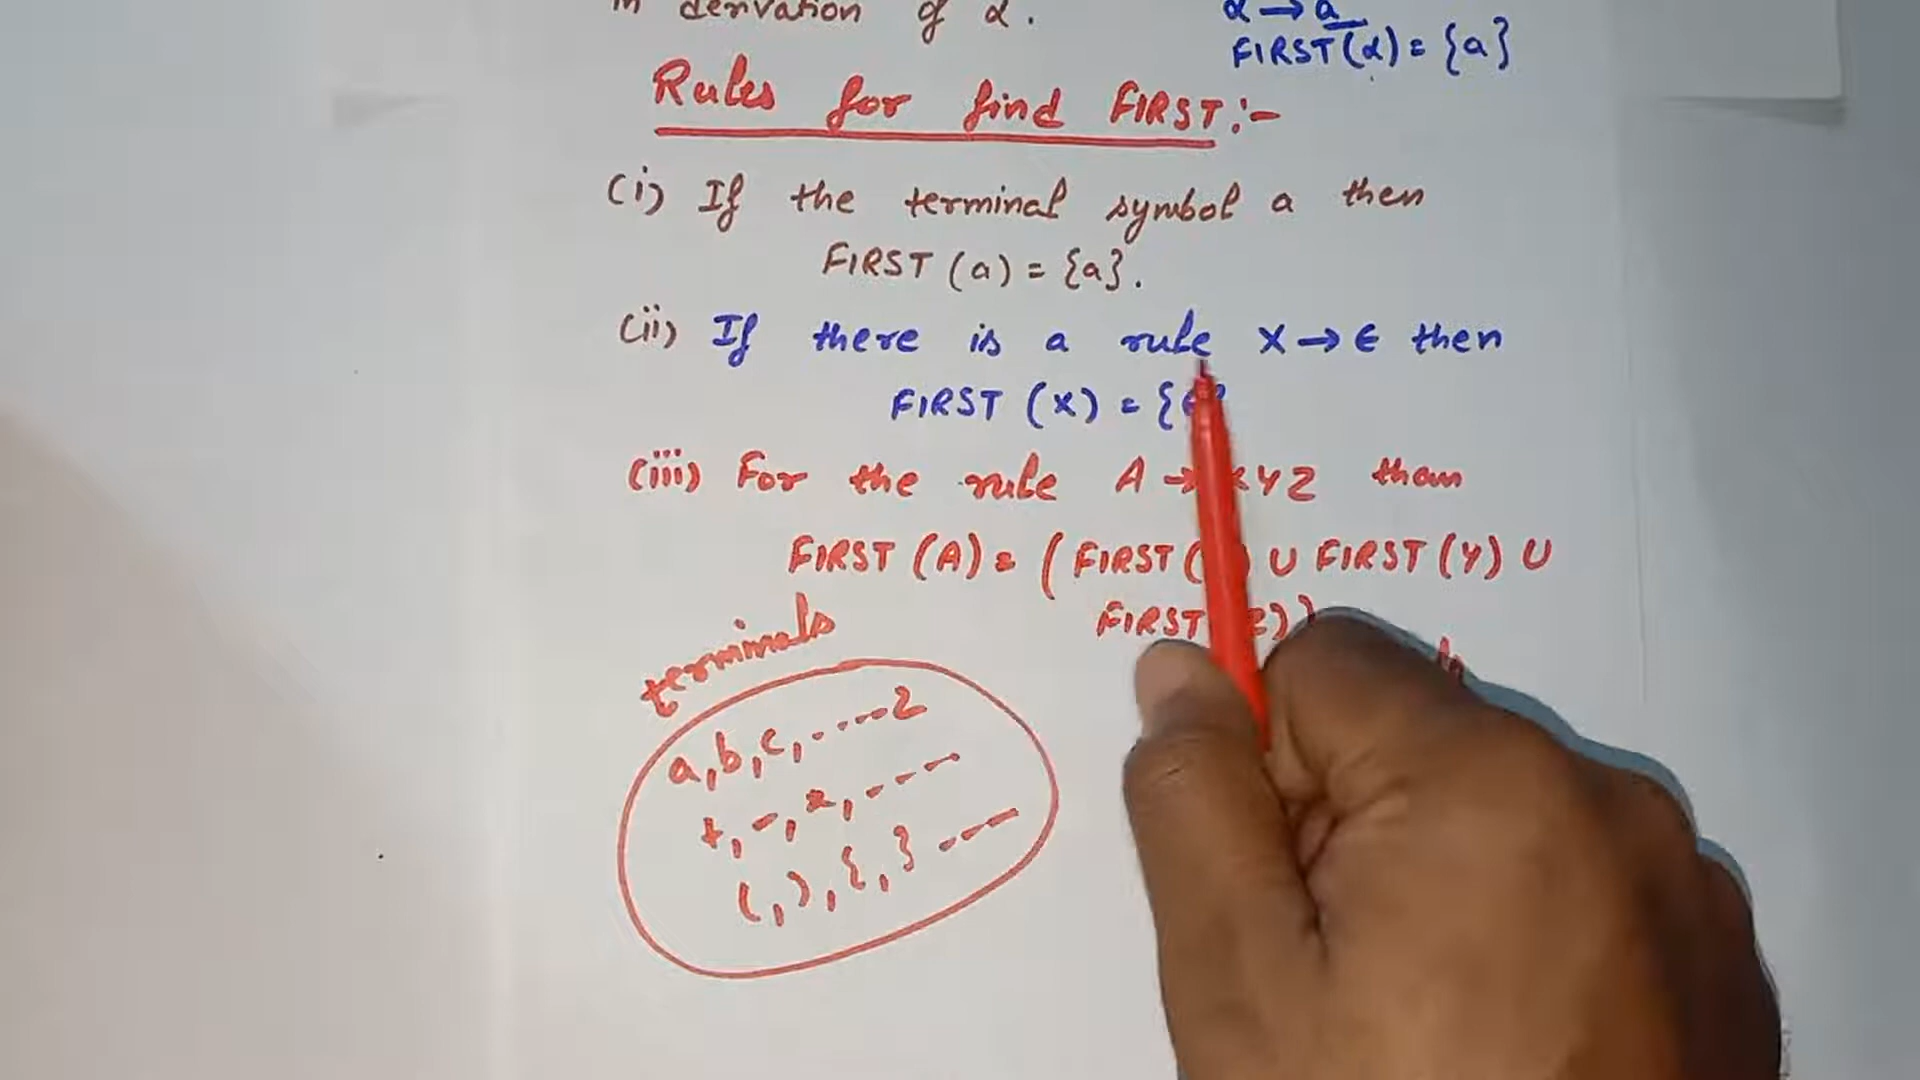 in derivation of α.
α → a
FIRST(α) = {a}
Rules for find FIRST:-
(i) If the terminal symbol a then
FIRST (a) = {a}.
(ii) If there is a rule X → ϵ then
FIRST (X) = {ϵ}
(iii) For the rule A → XYZ then
FIRST (A) = ( FIRST( ) ∪ FIRST (Y) ∪
FIRST(Z))
terminals
a, b, c, ....z
+, -, *, ----
(, ), {, } ----